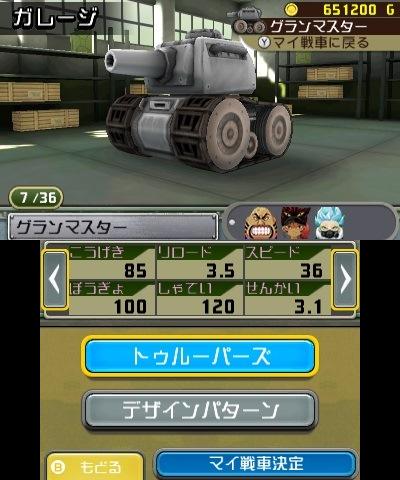 ガレージ
651200 G
グランマスター
Ⓨマイ戦車に戻る
7/36
グランマスター
こうげき リロード スピード
85 3.5 36
ぼうぎょ しゃてい せんかい
100 120 3.1
トゥルーパーズ
デザインパターン
Ⓑ もどる マイ戦車決定